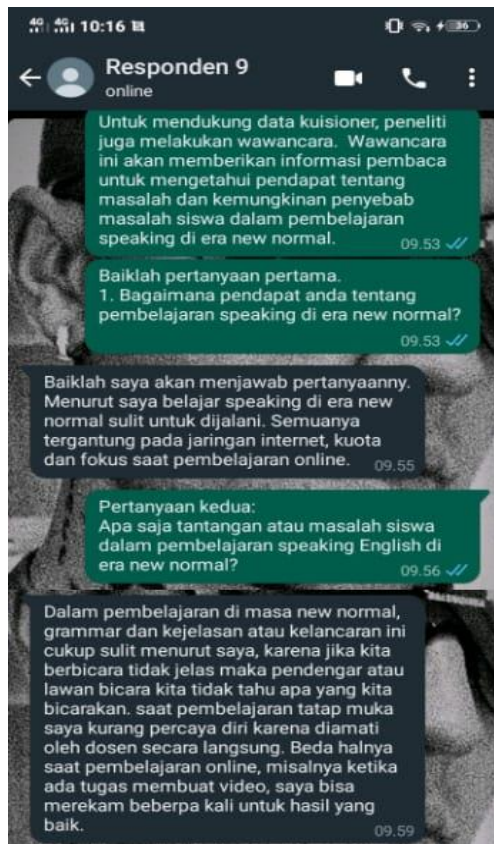 4G 4G 10:16 36
Responden 9
online
Untuk mendukung data kuisioner, peneliti
juga melakukan wawancara. Wawancara
ini akan memberikan informasi pembaca
untuk mengetahui pendapat tentang
masalah dan kemungkinan penyebab
masalah siswa dalam pembelajaran
speaking di era new normal.
09.53
Baiklah pertanyaan pertama.
1. Bagaimana pendapat anda tentang
pembelajaran speaking di era new normal?
09.53
Baiklah saya akan menjawab pertanyaanny.
Menurut saya belajar speaking di era new
normal sulit untuk dijalani. Semuanya
tergantung pada jaringan internet, kuota
dan fokus saat pembelajaran online.
09.55
Pertanyaan kedua:
Apa saja tantangan atau masalah siswa
dalam pembelajaran speaking English di
era new normal?
09.56
Dalam pembelajaran di masa new normal,
grammar dan kejelasan atau kelancaran ini
cukup sulit menurut saya, karena jika kita
berbicara tidak jelas maka pendengar atau
lawan bicara kita tidak tahu apa yang kita
bicarakan. saat pembelajaran tatap muka
saya kurang percaya diri karena diamati
oleh dosen secara langsung. Beda halnya
saat pembelajaran online, misalnya ketika
ada tugas membuat video, saya bisa
merekam beberapa kali untuk hasil yang
baik.
09.59